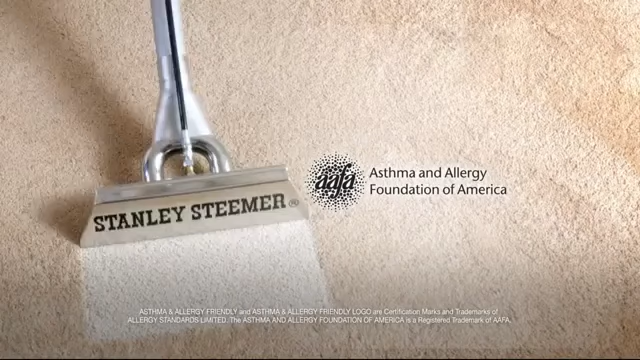 STANLEY STEEMER®
aafa
Asthma and Allergy
Foundation of America
ASTHMA & ALLERGY FRIENDLY and ASTHMA & ALLERGY FRIENDLY LOGO are Certification Marks and Trademarks of
ALLERGY STANDARDS LIMITED. The ASTHMA AND ALLERGY FOUNDATION OF AMERICA is a Registered Trademark of AAFA.